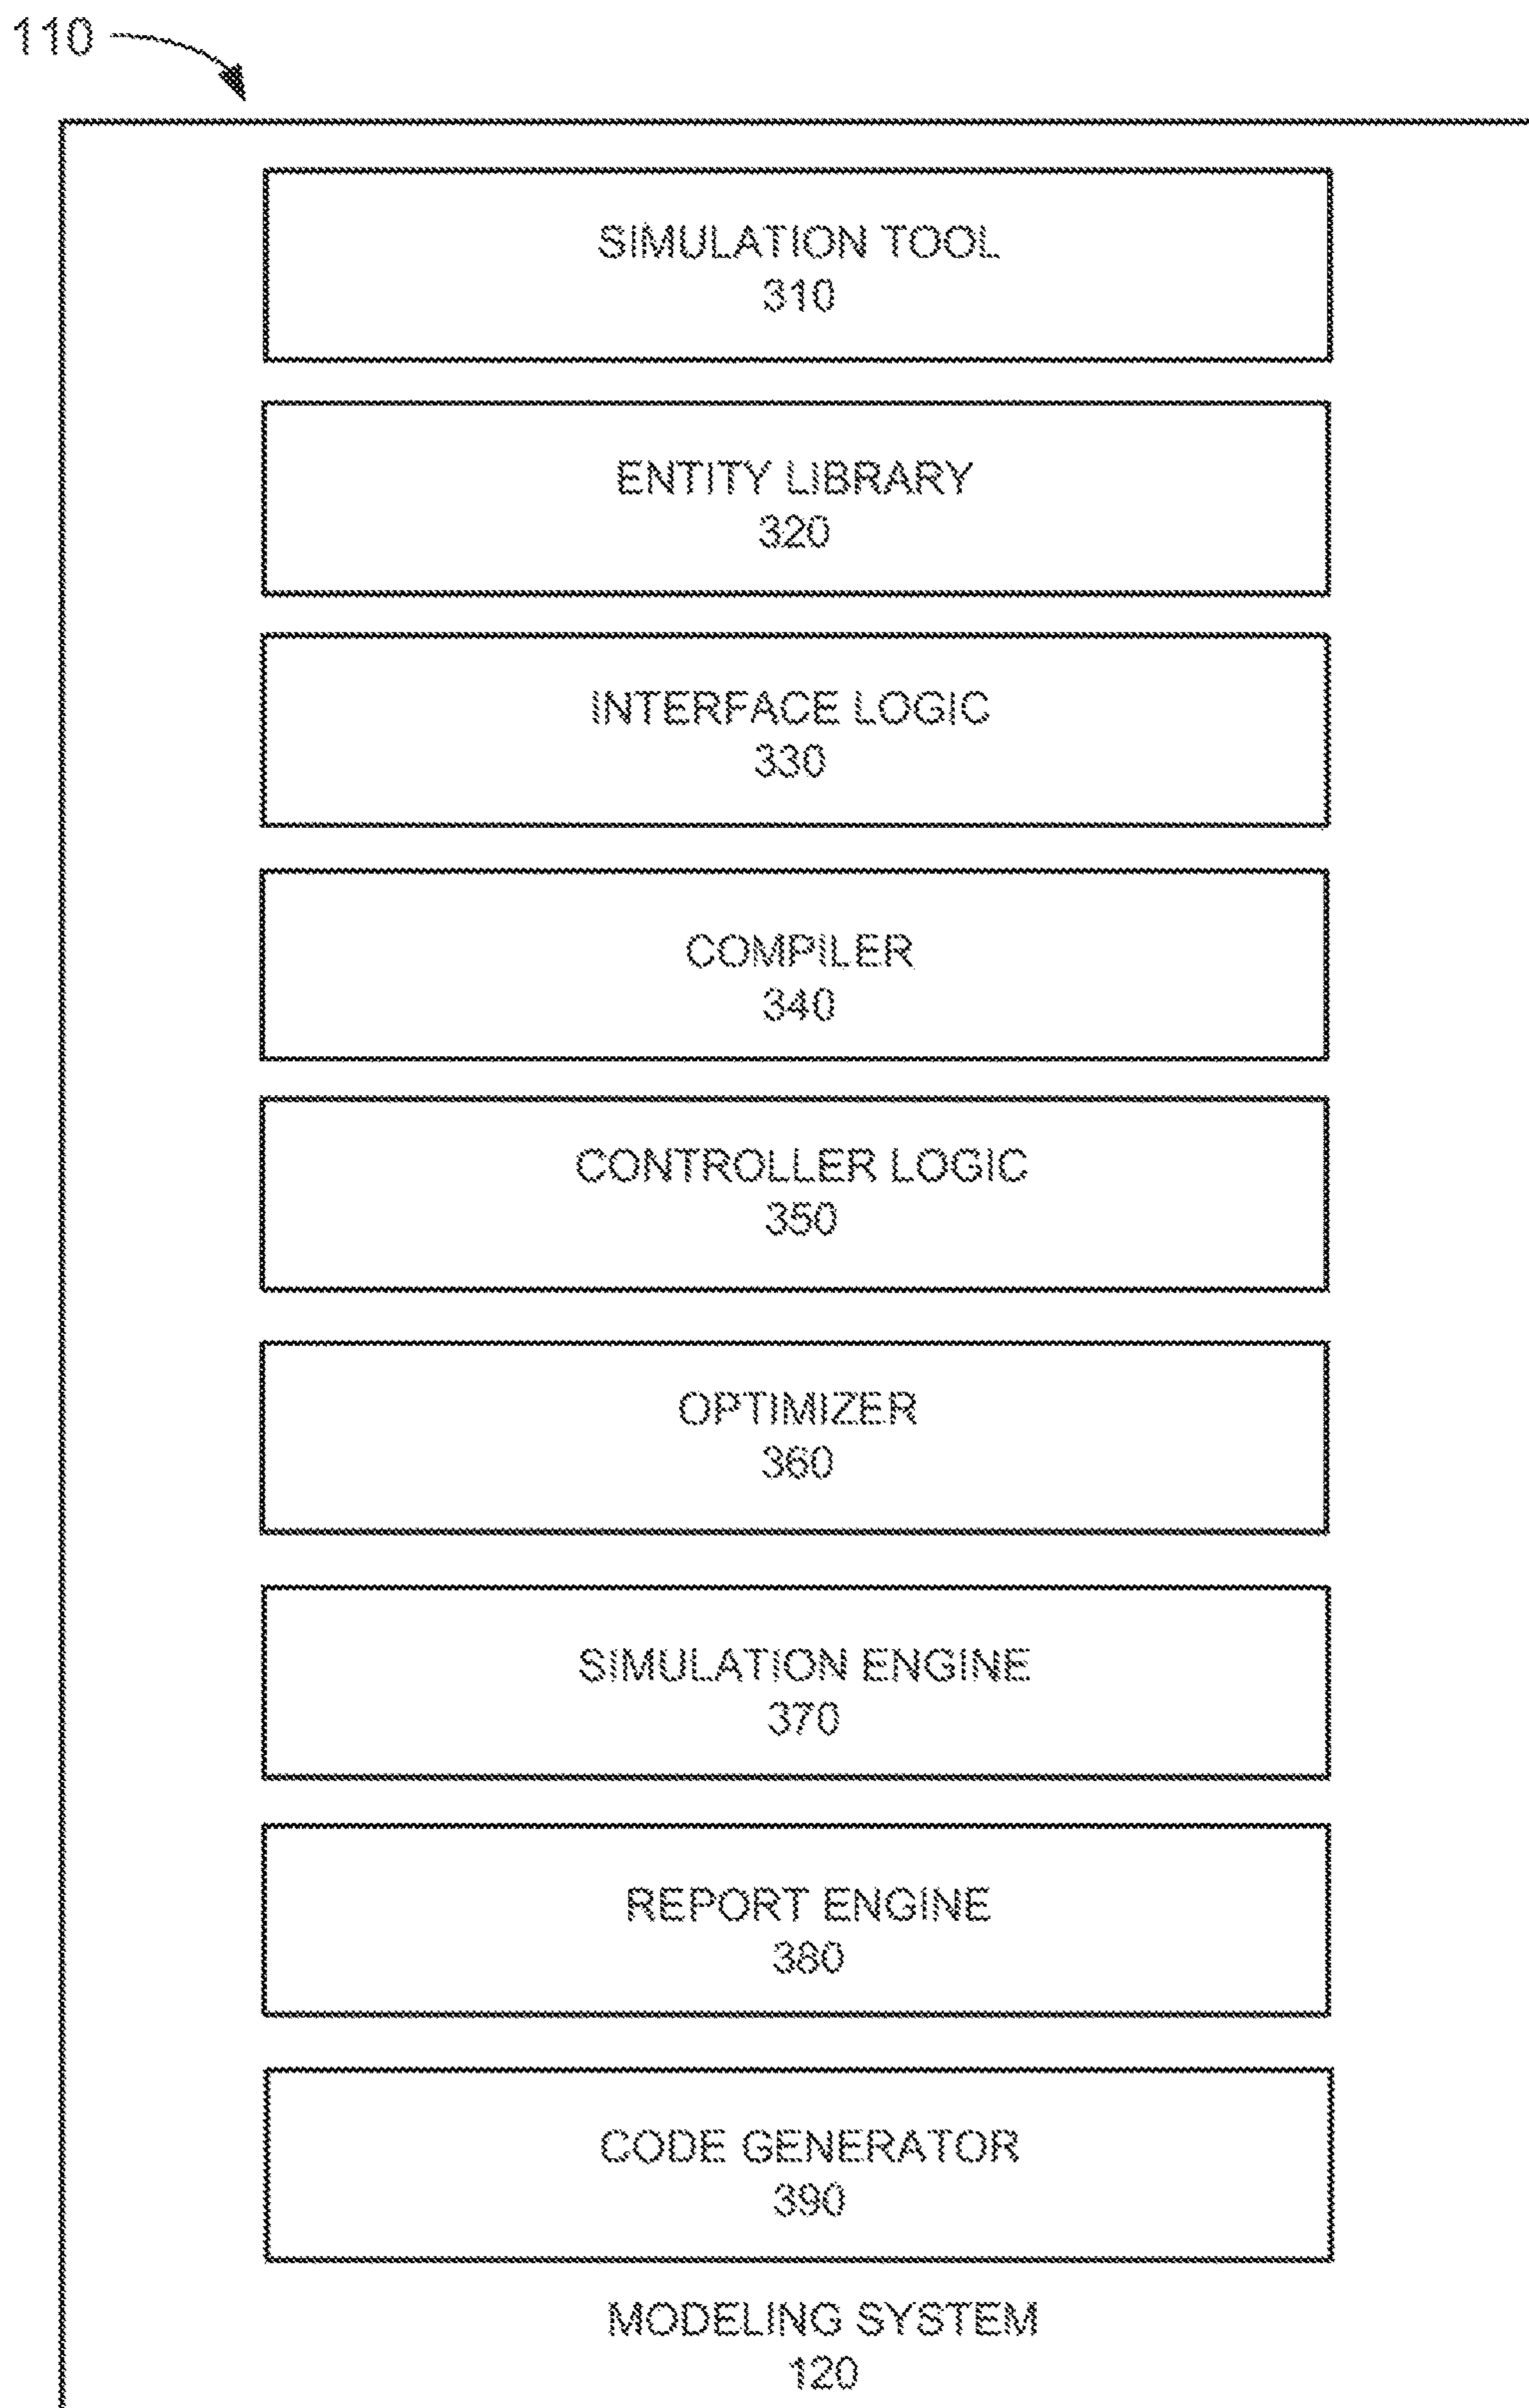 110
SIMULATION TOOL
310
ENTITY LIBRARY
320
INTERFACE LOGIC
330
COMPILER
340
CONTROLLER LOGIC
350
OPTIMIZER
360
SIMULATION ENGINE
370
REPORT ENGINE
380
CODE GENERATOR
390
MODELING SYSTEM
120